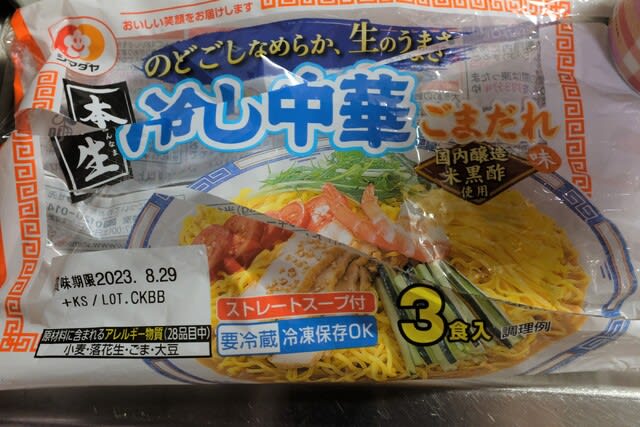 おいしい笑顔をお届けします
シマダヤ
のどごしなめらか、生のうまさ
本生
ほんなま
冷し中華
ごまだれ
味
国内醸造
米黒酢
使用
味期限2023. 8.29
+KS / LOT. CKBB
原材料に含まれるアレルギー物質(28品目中)
小麦・落花生・ごま・大豆
ストレートスープ付
要冷蔵 冷凍保存OK
3食入
調理例